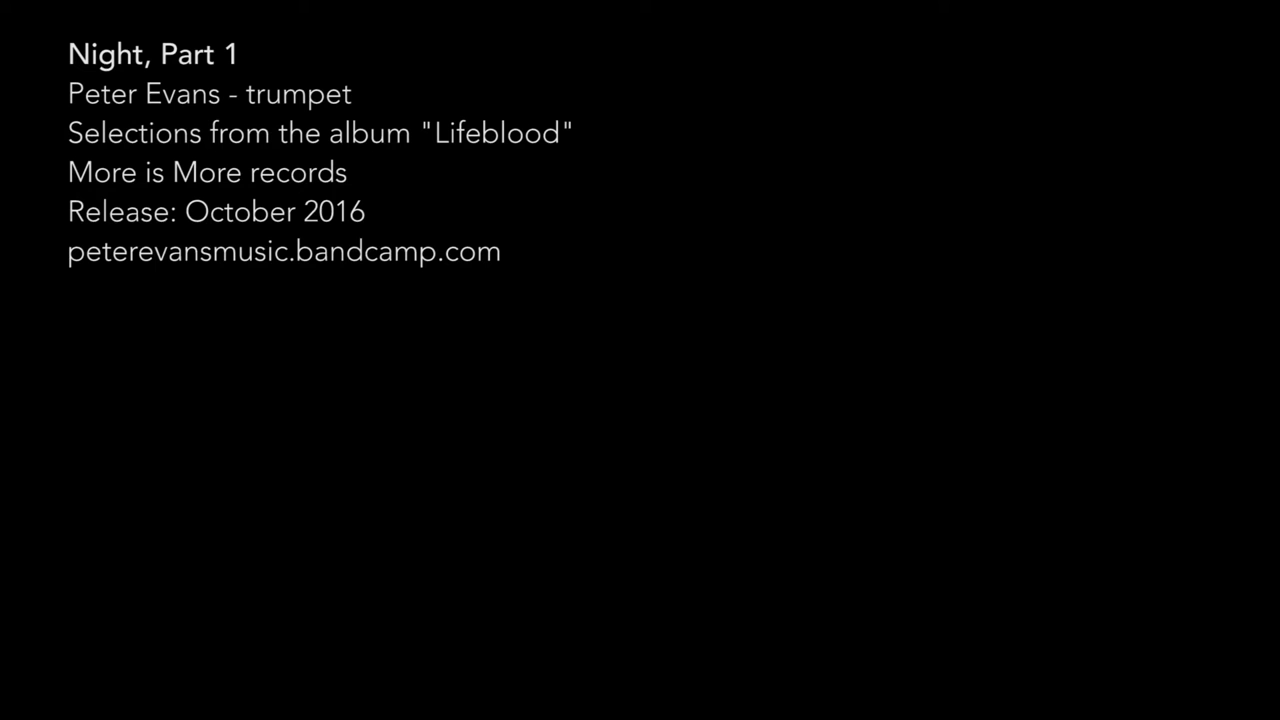 Night, Part 1
Peter Evans - trumpet
Selections from the album "Lifeblood"
More is More records
Release: October 2016
peterevansmusic.bandcamp.com